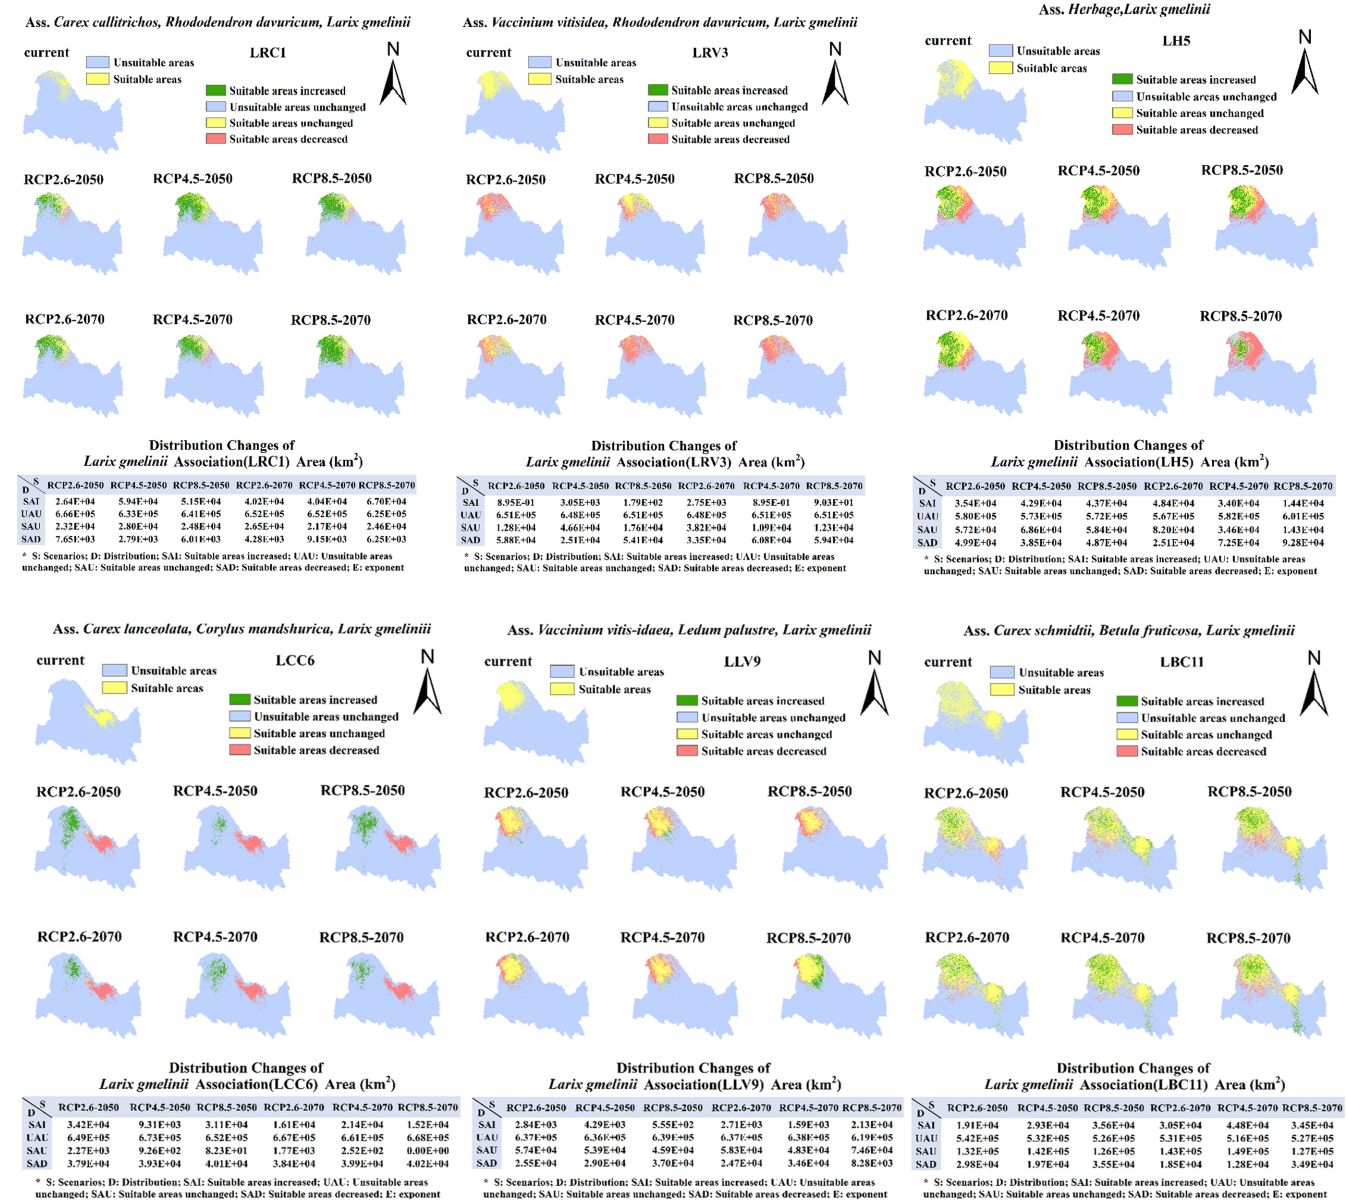 Ass. Carex callitrichos, Rhododendron davuricum, Larix gmelinii
current
LRC1
N
Unsuitable areas
Suitable areas
Suitable areas increased
Unsuitable areas unchanged
Suitable areas unchanged
Suitable areas decreased
RCP2.6-2050 RCP4.5-2050 RCP8.5-2050
RCP2.6-2070 RCP4.5-2070 RCP8.5-2070
Distribution Changes of
Larix gmelinii Association(LRC1) Area (km²)
S
D RCP2.6-2050 RCP4.5-2050 RCP8.5-2050 RCP2.6-2070 RCP4.5-2070 RCP8.5-2070
SAI 2.64E+04 5.94E+04 5.15E+04 4.02E+04 4.04E+04 6.70E+04
UAU 6.66E+05 6.33E+05 6.41E+05 6.52E+05 6.52E+05 6.25E+05
SAU 2.32E+04 2.80E+04 2.48E+04 2.65E+04 2.17E+04 2.46E+04
SAD 7.65E+03 2.79E+03 6.01E+03 4.28E+03 9.15E+03 6.25E+03
* S: Scenarios; D: Distribution; SAI: Suitable areas increased; UAU: Unsuitable areas
unchanged; SAU: Suitable areas unchanged; SAD: Suitable areas decreased; E: exponent
Ass. Vaccinium vitisidea, Rhododendron davuricum, Larix gmelinii
current
LRV3
N
Unsuitable areas
Suitable areas
Suitable areas increased
Unsuitable areas unchanged
Suitable areas unchanged
Suitable areas decreased
RCP2.6-2050 RCP4.5-2050 RCP8.5-2050
RCP2.6-2070 RCP4.5-2070 RCP8.5-2070
Distribution Changes of
Larix gmelinii Association(LRV3) Area (km²)
S
D RCP2.6-2050 RCP4.5-2050 RCP8.5-2050 RCP2.6-2070 RCP4.5-2070 RCP8.5-2070
SAI 8.95E-01 3.05E+03 1.79E+02 2.75E+03 8.95E-01 9.03E+01
UAU 6.51E+05 6.48E+05 6.51E+05 6.48E+05 6.51E+05 6.51E+05
SAU 1.28E+04 4.66E+04 1.76E+04 3.82E+04 1.09E+04 1.23E+04
SAD 5.88E+04 2.51E+04 5.41E+04 3.35E+04 6.08E+04 5.94E+04
* S: Scenarios; D: Distribution; SAI: Suitable areas increased; UAU: Unsuitable areas
unchanged; SAU: Suitable areas unchanged; SAD: Suitable areas decreased; E: exponent
Ass. Herbage,Larix gmelinii
current
LH5
N
Unsuitable areas
Suitable areas
Suitable areas increased
Unsuitable areas unchanged
Suitable areas unchanged
Suitable areas decreased
RCP2.6-2050 RCP4.5-2050 RCP8.5-2050
RCP2.6-2070 RCP4.5-2070 RCP8.5-2070
Distribution Changes of
Larix gmelinii Association(LH5) Area (km²)
S
D RCP2.6-2050 RCP4.5-2050 RCP8.5-2050 RCP2.6-2070 RCP4.5-2070 RCP8.5-2070
SAI 3.54E+04 4.29E+04 4.37E+04 4.84E+04 3.40E+04 1.44E+04
UAU 5.80E+05 5.73E+05 5.72E+05 5.67E+05 5.82E+05 6.01E+05
SAU 5.72E+04 6.86E+04 5.84E+04 8.20E+04 3.46E+04 1.43E+04
SAD 4.99E+04 3.85E+04 4.87E+04 2.51E+04 7.25E+04 9.28E+04
* S: Scenarios; D: Distribution; SAI: Suitable areas increased; UAU: Unsuitable areas
unchanged; SAU: Suitable areas unchanged; SAD: Suitable areas decreased; E: exponent
Ass. Carex lanceolata, Corylus mandshurica, Larix gmeliniii
current
LCC6
N
Unsuitable areas
Suitable areas
Suitable areas increased
Unsuitable areas unchanged
Suitable areas unchanged
Suitable areas decreased
RCP2.6-2050 RCP4.5-2050 RCP8.5-2050
RCP2.6-2070 RCP4.5-2070 RCP8.5-2070
Distribution Changes of
Larix gmelinii Association(LCC6) Area (km²)
S
D RCP2.6-2050 RCP4.5-2050 RCP8.5-2050 RCP2.6-2070 RCP4.5-2070 RCP8.5-2070
SAI 3.42E+04 9.31E+03 3.11E+04 1.61E+04 2.14E+04 1.52E+04
UAU 6.49E+05 6.73E+05 6.52E+05 6.67E+05 6.61E+05 6.68E+05
SAU 2.27E+03 9.26E+02 8.23E+01 1.77E+03 2.52E+02 0.00E+00
SAD 3.79E+04 3.93E+04 4.01E+04 3.84E+04 3.99E+04 4.02E+04
* S: Scenarios; D: Distribution; SAI: Suitable areas increased; UAU: Unsuitable areas
unchanged; SAU: Suitable areas unchanged; SAD: Suitable areas decreased; E: exponent
Ass. Vaccinium vitis-idaea, Ledum palustre, Larix gmelinii
current
LLV9
N
Unsuitable areas
Suitable areas
Suitable areas increased
Unsuitable areas unchanged
Suitable areas unchanged
Suitable areas decreased
RCP2.6-2050 RCP4.5-2050 RCP8.5-2050
RCP2.6-2070 RCP4.5-2070 RCP8.5-2070
Distribution Changes of
Larix gmelinii Association(LLV9) Area (km²)
S
D RCP2.6-2050 RCP4.5-2050 RCP8.5-2050 RCP2.6-2070 RCP4.5-2070 RCP8.5-2070
SAI 2.84E+03 4.29E+03 5.55E+02 2.71E+03 1.59E+03 2.13E+04
UAU 6.37E+05 6.36E+05 6.39E+05 6.37E+05 6.38E+05 6.19E+05
SAU 5.74E+04 5.39E+04 4.59E+04 5.83E+04 4.83E+04 7.46E+04
SAD 2.55E+04 2.90E+04 3.70E+04 2.47E+04 3.46E+04 8.28E+03
* S: Scenarios; D: Distribution; SAI: Suitable areas increased; UAU: Unsuitable areas
unchanged; SAU: Suitable areas unchanged; SAD: Suitable areas decreased; E: exponent
Ass. Carex schmidtii, Betula fruticosa, Larix gmelinii
current
LBC11
N
Unsuitable areas
Suitable areas
Suitable areas increased
Unsuitable areas unchanged
Suitable areas unchanged
Suitable areas decreased
RCP2.6-2050 RCP4.5-2050 RCP8.5-2050
RCP2.6-2070 RCP4.5-2070 RCP8.5-2070
Distribution Changes of
Larix gmelinii Association(LBC11) Area (km²)
S
D RCP2.6-2050 RCP4.5-2050 RCP8.5-2050 RCP2.6-2070 RCP4.5-2070 RCP8.5-2070
SAI 1.91E+04 2.93E+04 3.56E+04 3.05E+04 4.48E+04 3.45E+04
UAU 5.42E+05 5.32E+05 5.26E+05 5.31E+05 5.16E+05 5.27E+05
SAU 1.32E+05 1.42E+05 1.26E+05 1.43E+05 1.49E+05 1.27E+05
SAD 2.98E+04 1.97E+04 3.55E+04 1.85E+04 1.28E+04 3.49E+04
* S: Scenarios; D: Distribution; SAI: Suitable areas increased; UAU: Unsuitable areas
unchanged; SAU: Suitable areas unchanged; SAD: Suitable areas decreased; E: exponent